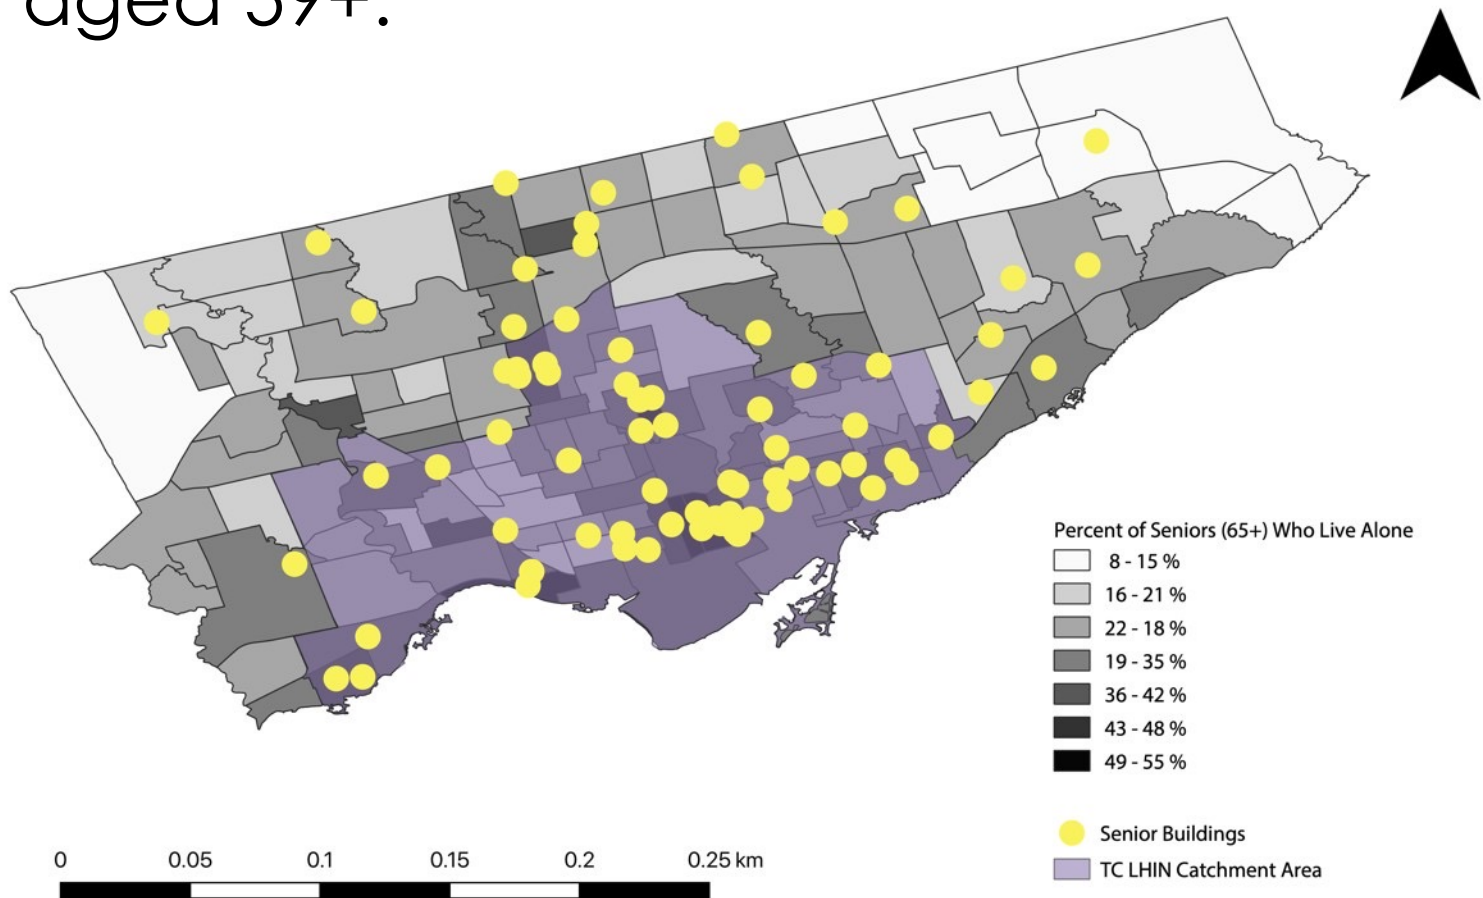 aged 59+.
Percent of Seniors (65+) Who Live Alone
8 - 15 %
16 - 21 %
22 - 18 %
19 - 35 %
36 - 42 %
43 - 48 %
49 - 55 %
Senior Buildings
TC LHIN Catchment Area
0 0.05 0.1 0.15 0.2 0.25 km